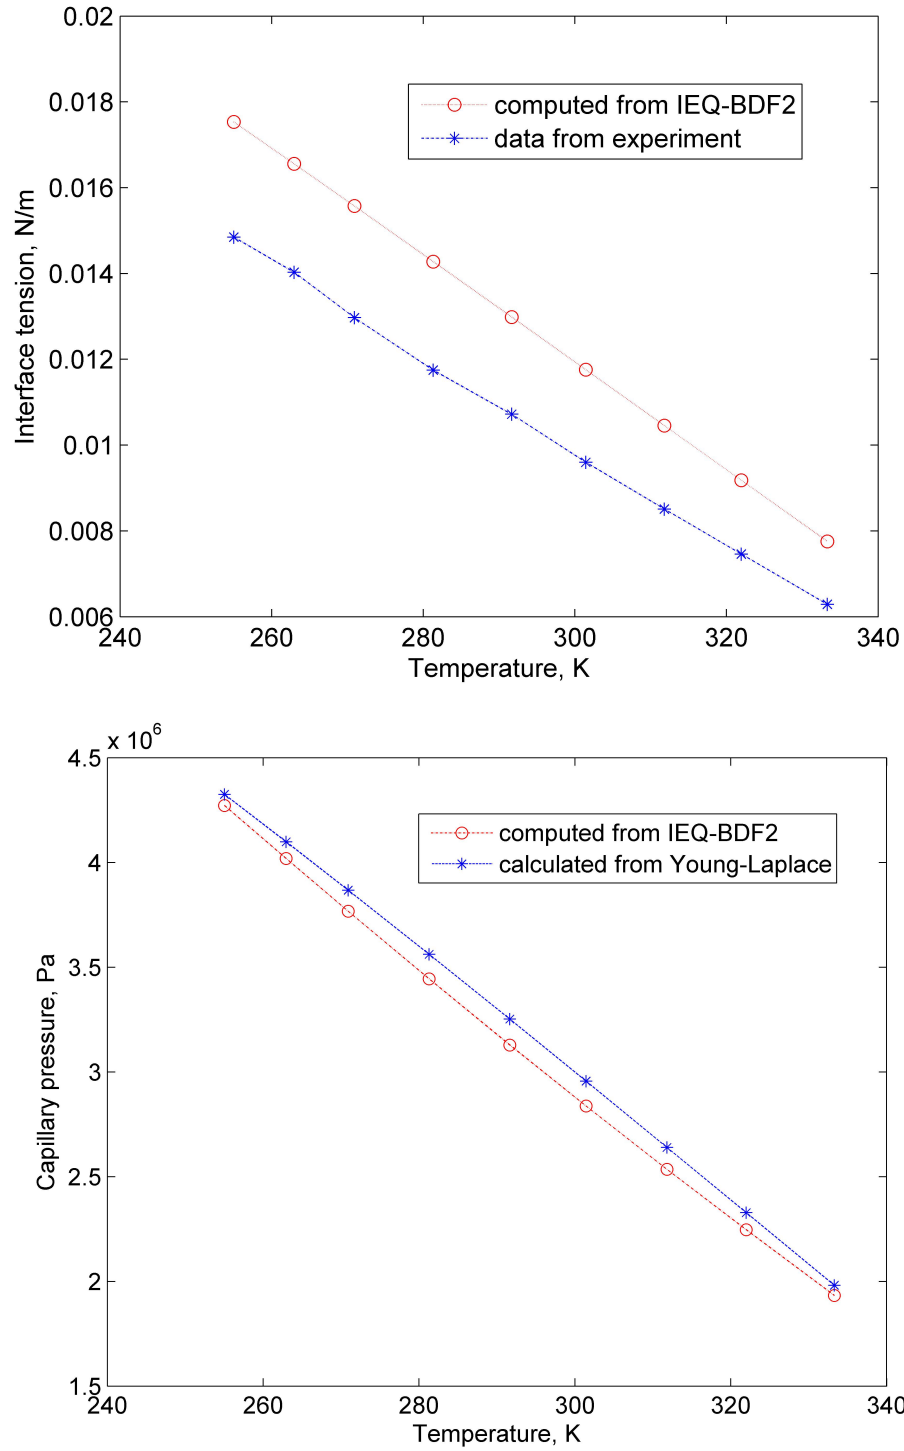 0.02
0.018
0.016
0.014
0.012
0.01
0.008
0.006
Interface tension, N/m
computed from IEQ-BDF2
data from experiment
240 260 280 300 320 340
Temperature, K
x 10^6
4.5
4
3.5
3
2.5
2
1.5
Capillary pressure, Pa
computed from IEQ-BDF2
calculated from Young-Laplace
240 260 280 300 320 340
Temperature, K